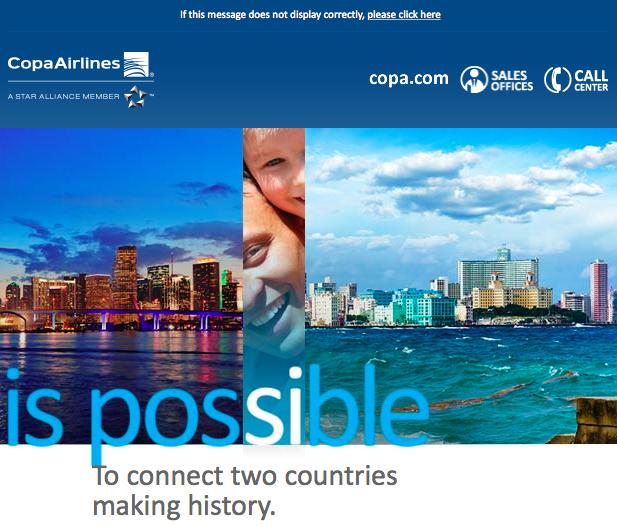 If this message does not display correctly, please click here
CopaAirlines
A STAR ALLIANCE MEMBER
copa.com
SALES
OFFICES
CALL
CENTER
is possible
To connect two countries
making history.